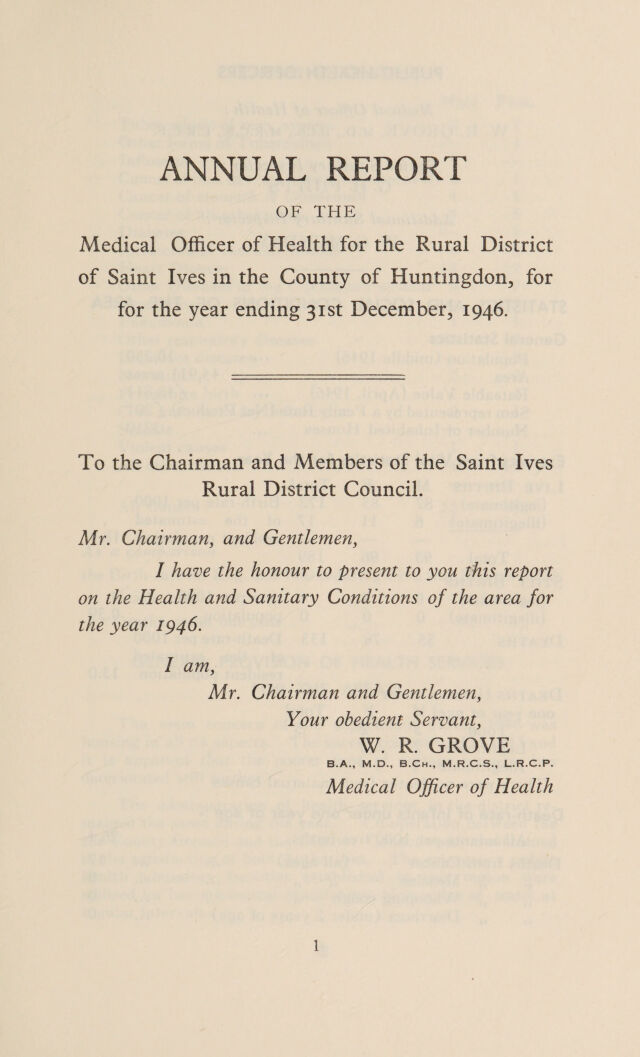 ANNUAL REPORT
OF THE
Medical Officer of Health for the Rural District
of Saint Ives in the County of Huntingdon, for
for the year ending 31st December, 1946.
To the Chairman and Members of the Saint Ives
Rural District Council.
Mr. Chairman, and Gentlemen,
I have the honour to present to you this report
on the Health and Sanitary Conditions of the area for
the year 1946.
I am,
Mr. Chairman and Gentlemen,
Your obedient Servant,
W. R. GROVE
B.A., M.D., B.CH., M.R.C.S., L.R.C.P.
Medical Officer of Health
1